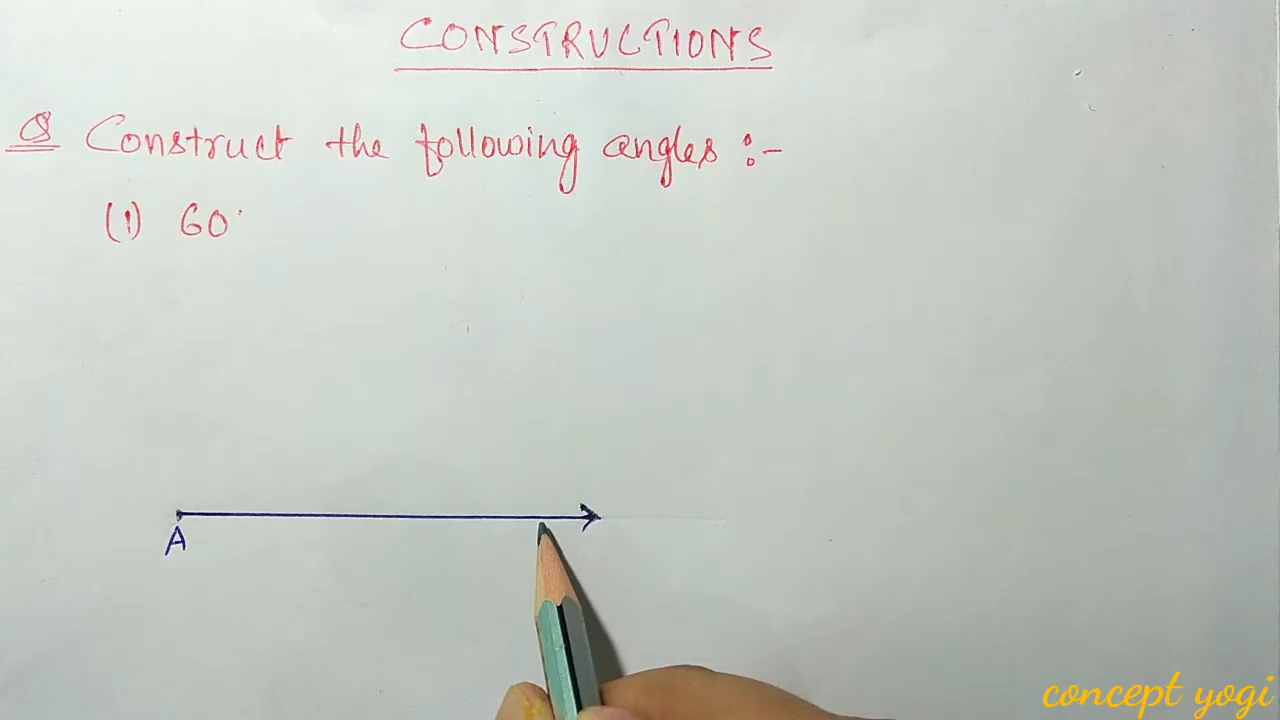 CONSTRUCTIONS
Q Construct the following angles :-
(1) 60°
A
concept yogi